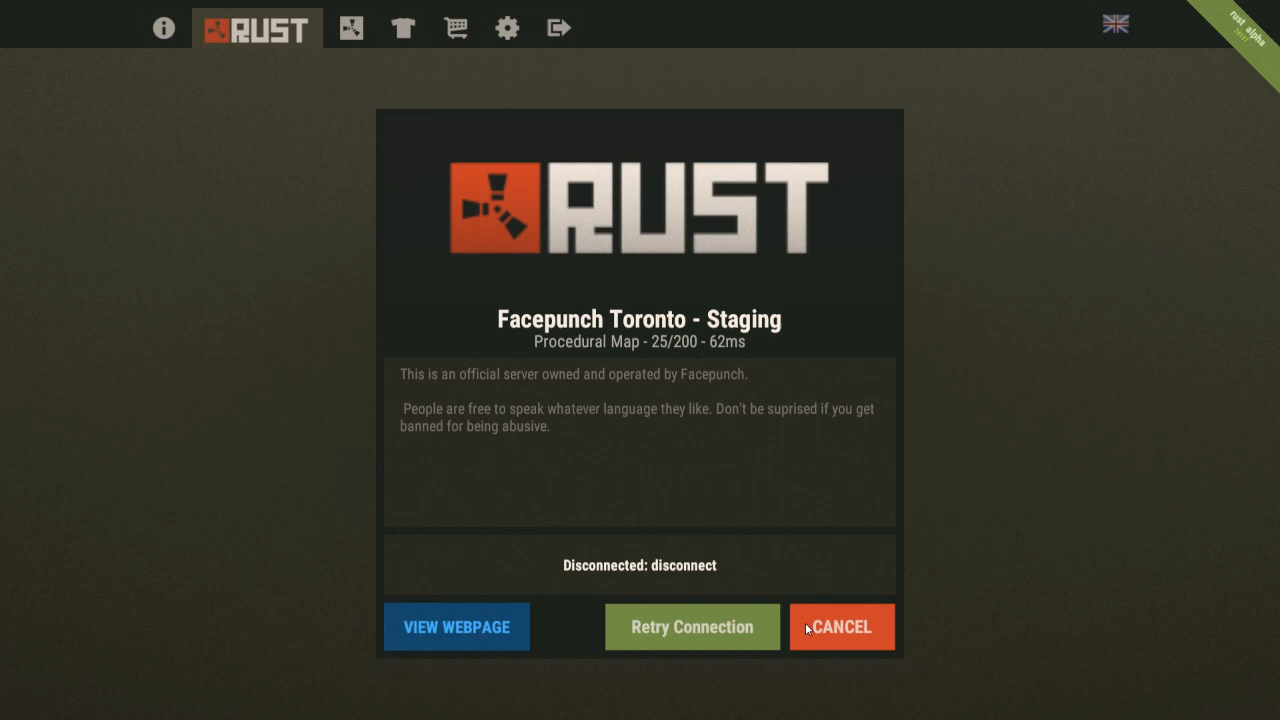 RUST
rust alpha
RUST
Facepunch Toronto - Staging
Procedural Map - 25/200 - 62ms
This is an official server owned and operated by Facepunch.
People are free to speak whatever language they like. Don't be suprised if you get
banned for being abusive.
Disconnected: disconnect
VIEW WEBPAGE
Retry Connection
CANCEL